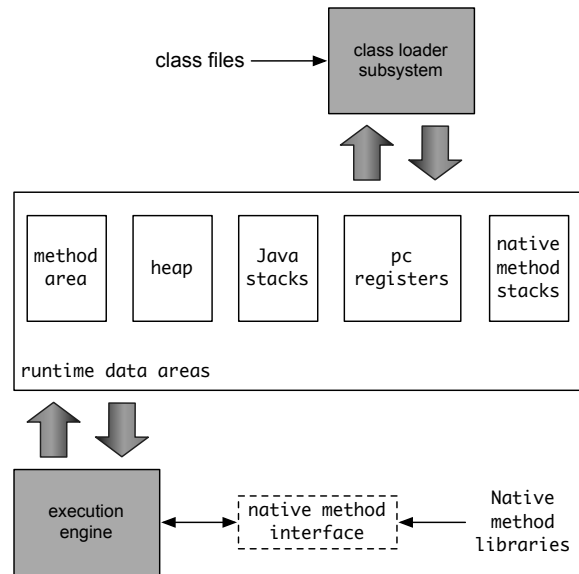 class files
class loader
subsystem
method
area
heap
Java
stacks
pc
registers
native
method
stacks
runtime data areas
execution
engine
native method
interface
Native
method
libraries